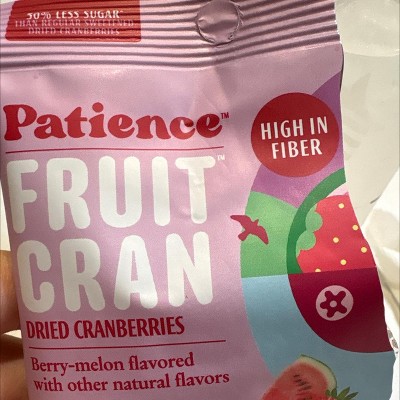 50% LESS SUGAR*
THAN REGULAR SWEETENED
DRIED CRANBERRIES
Patience™
HIGH IN
FIBER
FRUIT™
CRAN
DRIED CRANBERRIES
Berry-melon flavored
with other natural flavors